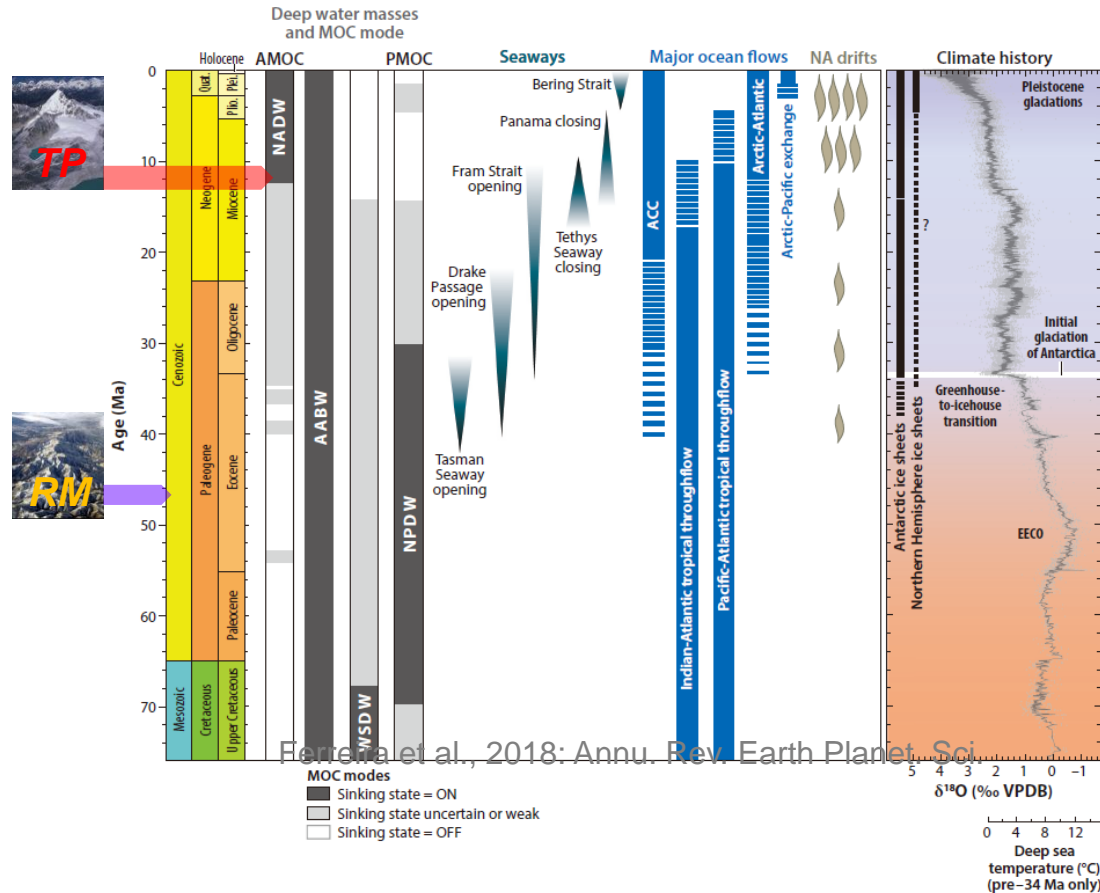 Deep water masses
and MOC mode
Holocene
AMOC
PMOC
Seaways
Major ocean flows
NA drifts
Climate history
TP
RM
Age (Ma)
0
10
20
30
40
50
60
70
Cenozoic
Mesozoic
Quat.
Neogene
Paleogene
Cretaceous
Plei.
Plio.
Miocene
Oligocene
Eocene
Paleocene
Upper Cretaceous
NADW
AABW
WSDW
NPDW
Bering Strait
Panama closing
Fram Strait
opening
Tethys
Seaway
closing
Drake
Passage
opening
Tasman
Seaway
opening
ACC
Indian-Atlantic tropical throughflow
Pacific-Atlantic tropical throughflow
Arctic-Atlantic
Arctic-Pacific exchange
Antarctic ice sheets
Northern Hemisphere ice sheets
?
Pleistocene
glaciations
Initial
glaciation
of Antarctica
Greenhouse-
to-icehouse
transition
EECO
Ferreira et al., 2018: Annu. Rev. Earth Planet. Sci.
5 4 3 2 1 0 −1
δ18O (‰ VPDB)
0 4 8 12
Deep sea
temperature (°C)
(pre–34 Ma only)
MOC modes
Sinking state = ON
Sinking state uncertain or weak
Sinking state = OFF